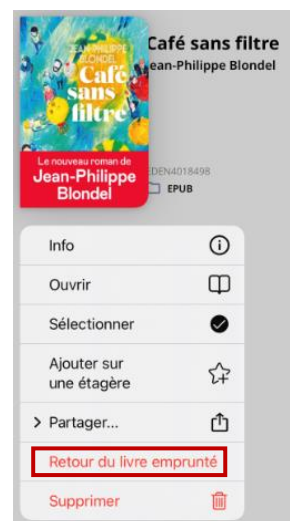 JEAN-PHILIPPE
BLONDEL
Café
sans
filtre
Le nouveau roman de
Jean-Philippe
Blondel
Café sans filtre
ean-Philippe Blondel
EDEN4018498
EPUB
Info
Ouvrir
Sélectionner
Ajouter sur
une étagère
> Partager...
Retour du livre emprunté
Supprimer